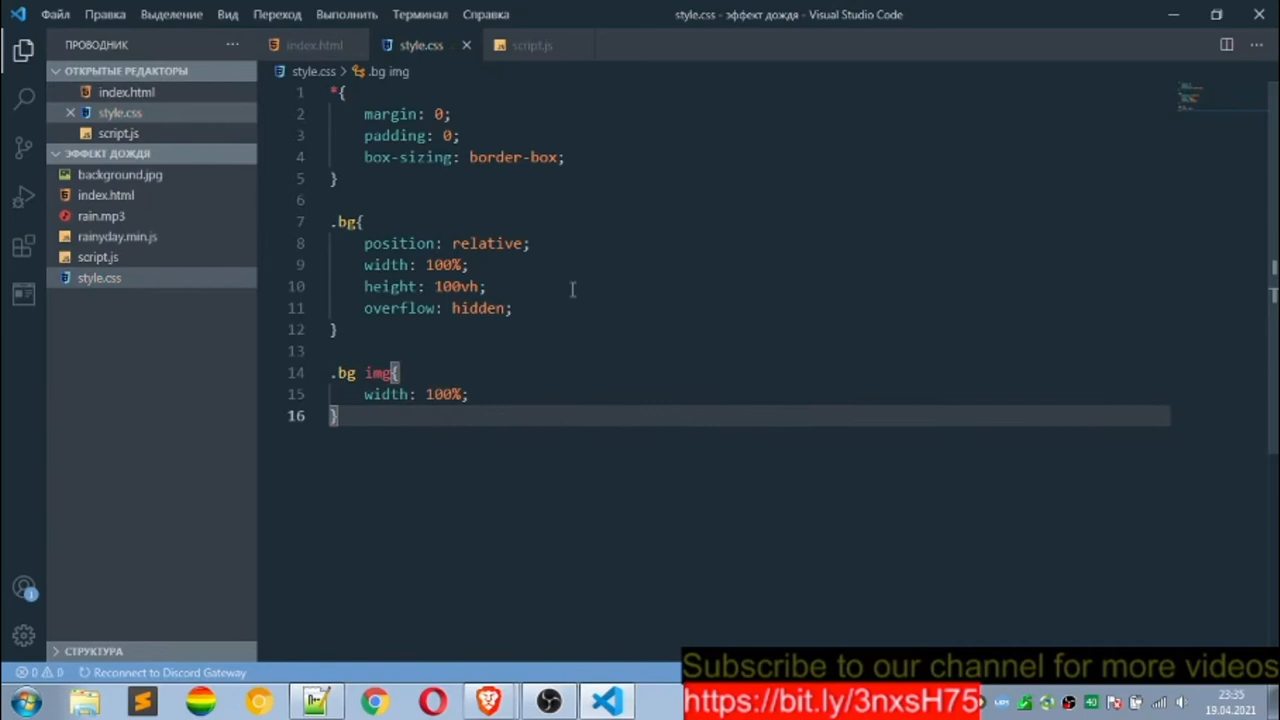 Файл Правка Выделение Вид Переход Выполнить Терминал Справка style.css - эффект дождя - Visual Studio Code
ПРОВОДНИК
index.html style.css script.js
ОТКРЫТЫЕ РЕДАКТОРЫ
index.html
style.css
script.js
ЭФФЕКТ ДОЖДЯ
background.jpg
index.html
rain.mp3
rainyday.min.js
script.js
style.css
style.css > .bg img
1 *{
2 margin: 0;
3 padding: 0;
4 box-sizing: border-box;
5 }
6
7 .bg{
8 position: relative;
9 width: 100%;
10 height: 100vh;
11 overflow: hidden;
12 }
13
14 .bg img{
15 width: 100%;
16 }
1
СТРУКТУРА
0 0 Reconnect to Discord Gateway
Subscribe to our channel for more videos
https://bit.ly/3nxsH75
40
23:35
19.04.2021